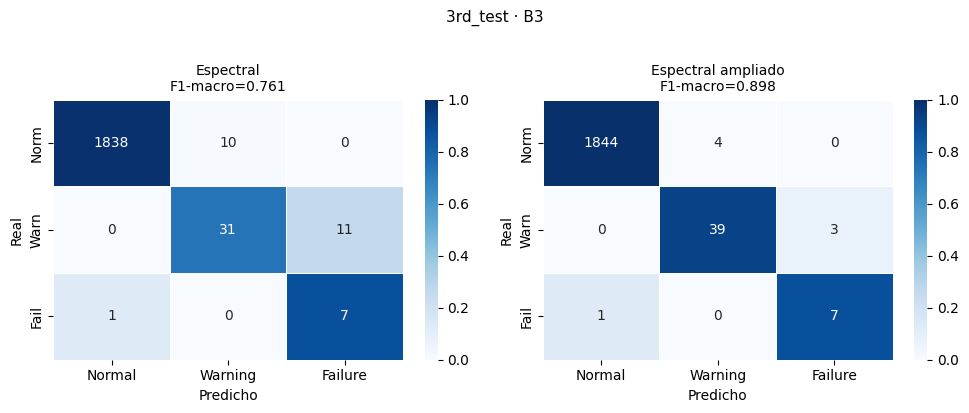 3rd_test · B3
Espectral
F1-macro=0.761
Real
Norm
Warn
Fail
1838 10 0
0 31 11
1 0 7
Normal Warning Failure
Predicho
1.0
0.8
0.6
0.4
0.2
0.0
Espectral ampliado
F1-macro=0.898
Real
Norm
Warn
Fail
1844 4 0
0 39 3
1 0 7
Normal Warning Failure
Predicho
1.0
0.8
0.6
0.4
0.2
0.0